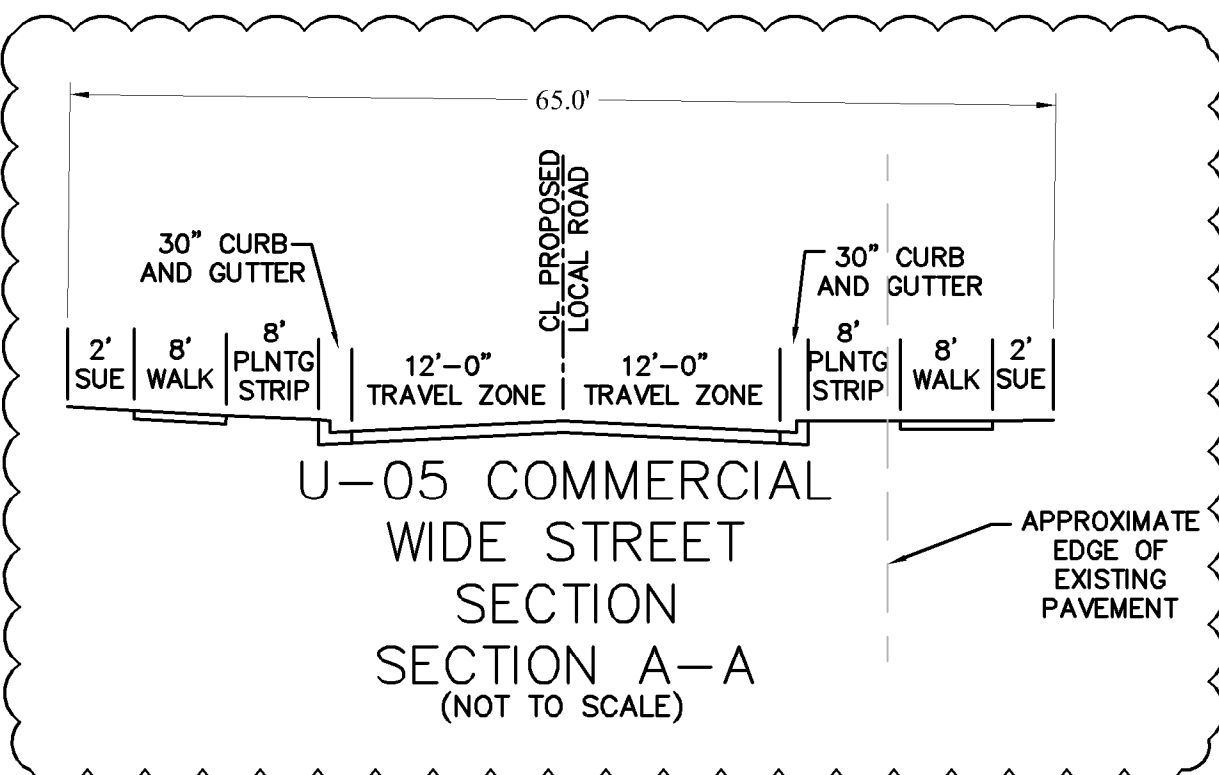 65.0'
CL PROPOSED
LOCAL ROAD
30" CURB
AND GUTTER
30" CURB
AND GUTTER
2'
SUE
8'
WALK
8'
PLNTG
STRIP
12'-0"
TRAVEL ZONE
12'-0"
TRAVEL ZONE
8'
PLNTG
STRIP
8'
WALK
2'
SUE
U-05 COMMERCIAL
WIDE STREET
SECTION
SECTION A-A
(NOT TO SCALE)
APPROXIMATE
EDGE OF
EXISTING
PAVEMENT